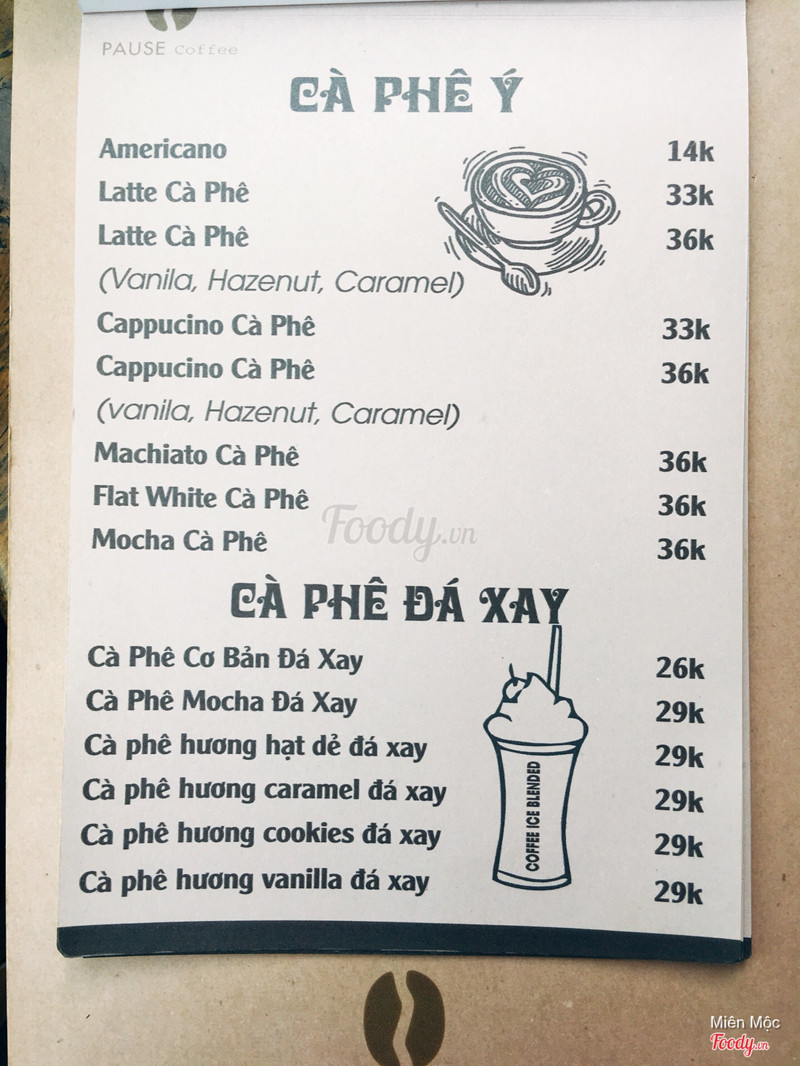 PAUSE Coffee
CÀ PHÊ Ý
Americano 14k
Latte Cà Phê 33k
Latte Cà Phê 36k
(Vanila, Hazenut, Caramel)
Cappucino Cà Phê 33k
Cappucino Cà Phê 36k
(vanila, Hazenut, Caramel)
Machiato Cà Phê 36k
Flat White Cà Phê 36k
Mocha Cà Phê 36k
Foody.vn
CÀ PHÊ ĐÁ XAY
Cà Phê Cơ Bản Đá Xay 26k
Cà Phê Mocha Đá Xay 29k
Cà phê hương hạt dẻ đá xay 29k
Cà phê hương caramel đá xay 29k
Cà phê hương cookies đá xay 29k
Cà phê hương vanilla đá xay 29k
COFFEE ICE BLENDED
Miên Mộc
Foody.vn